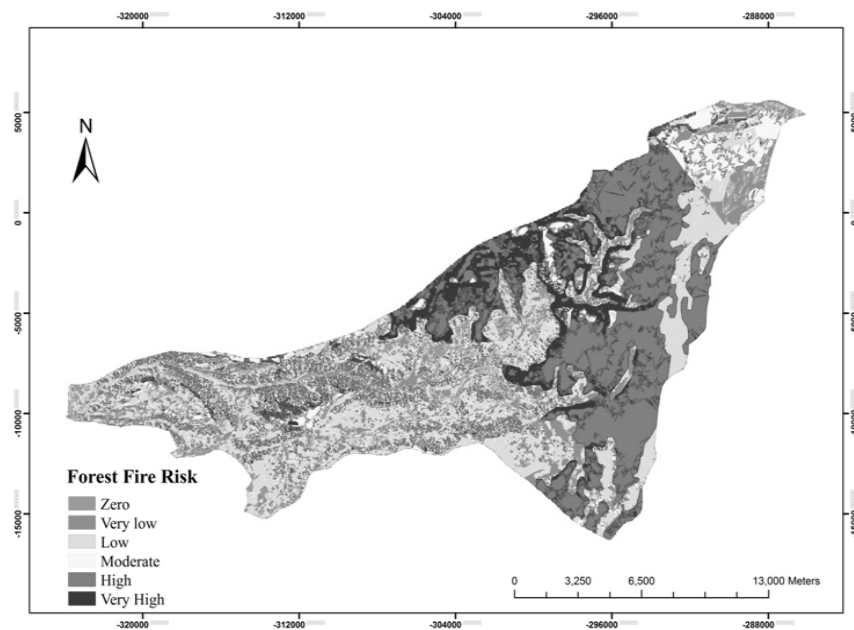 -320000 -312000 -304000 -296000 -288000
5000
0
-5000
-10000
-15000
N
Forest Fire Risk
Zero
Very low
Low
Moderate
High
Very High
0 3,250 6,500 13,000 Meters
-320000 -312000 -304000 -296000 -288000